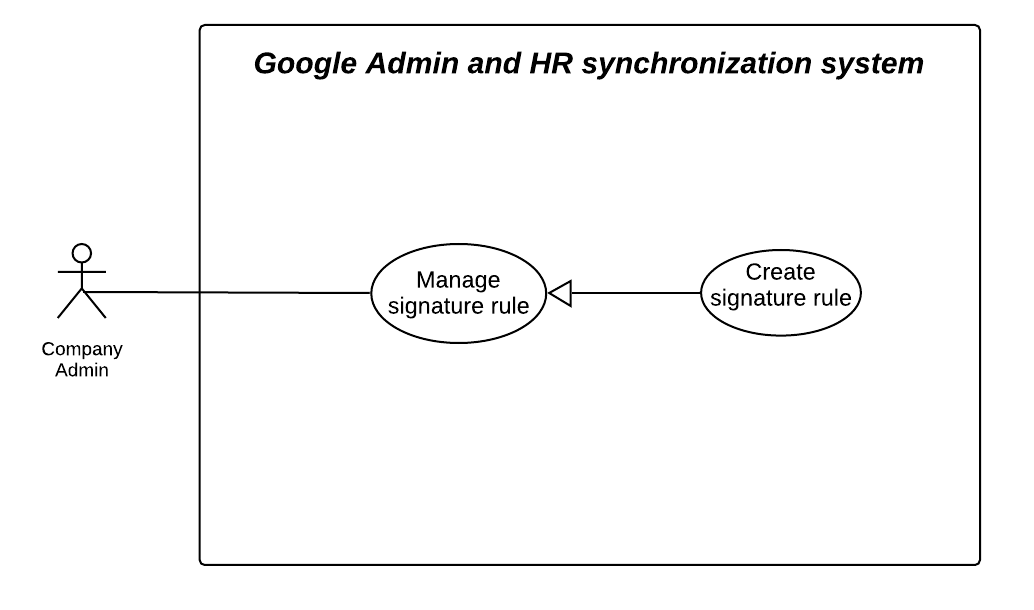 Google Admin and HR synchronization system
Manage
signature rule
Create
signature rule
Company
Admin